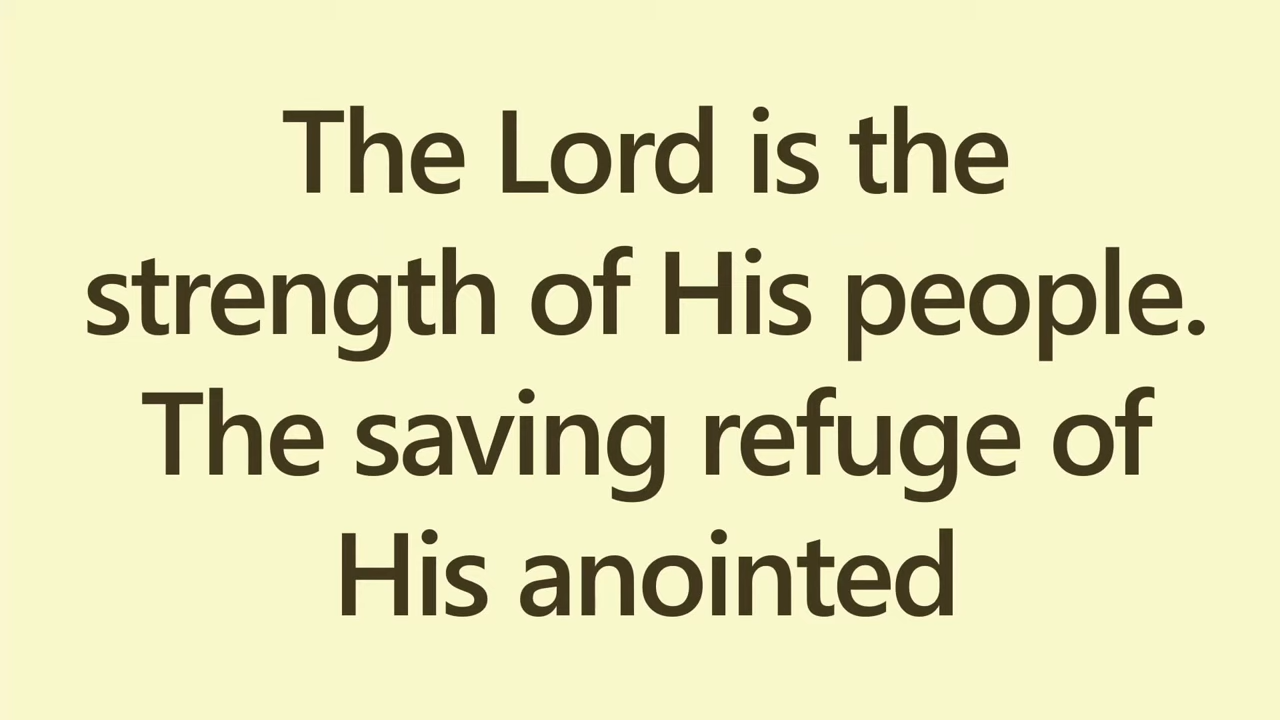 The Lord is the
strength of His people.
The saving refuge of
His anointed